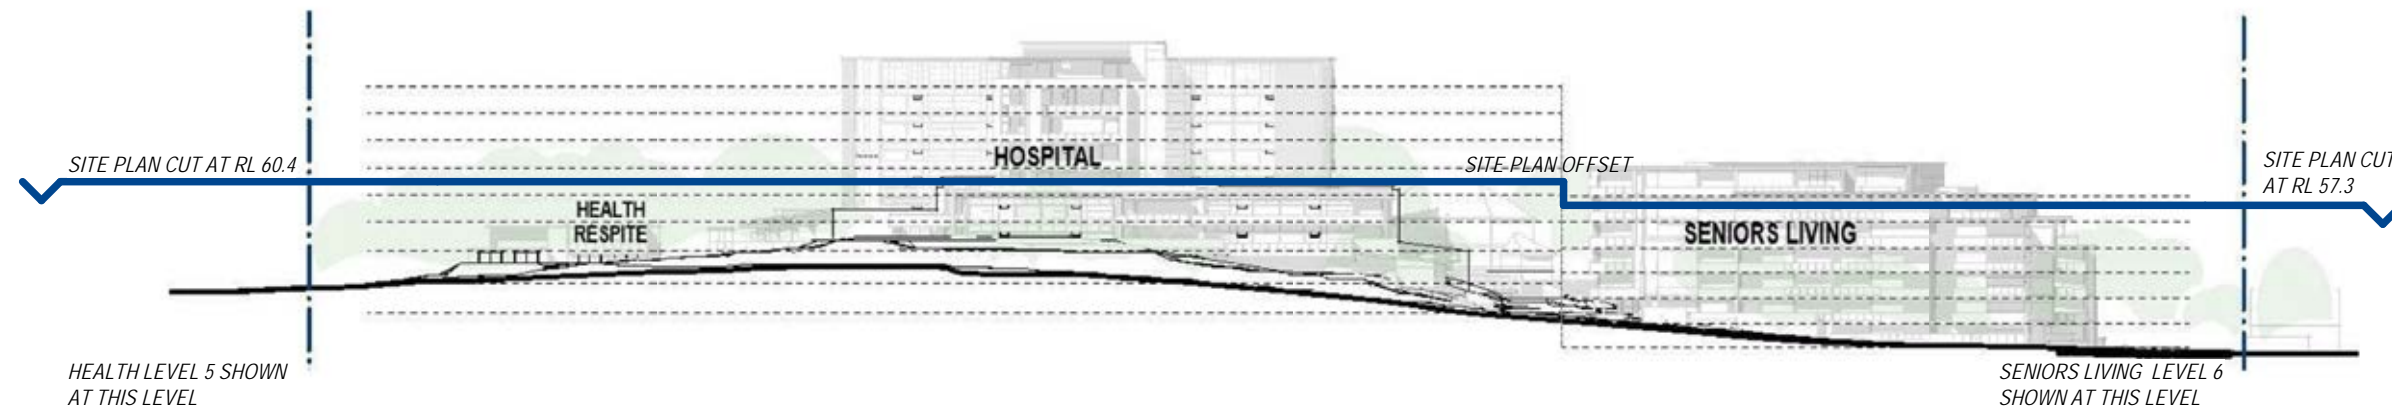 SITE PLAN CUT AT RL 60.4
HOSPITAL
SITE PLAN OFFSET
SITE PLAN CUT
AT RL 57.3
HEALTH
RESPITE
SENIORS LIVING
HEALTH LEVEL 5 SHOWN
AT THIS LEVEL
SENIORS LIVING LEVEL 6
SHOWN AT THIS LEVEL